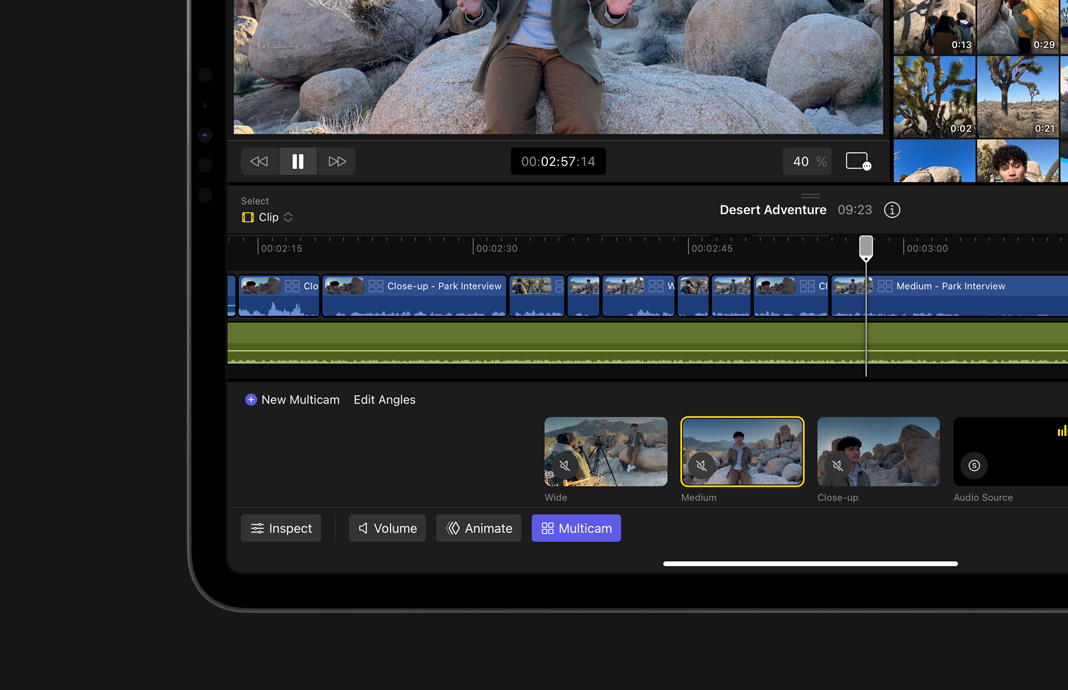 0:13
0:29
0:02
0:21
00:02:57:14
40 %
Select
Clip
Desert Adventure 09:23
00:02:15
00:02:30
00:02:45
00:03:00
Clo
Close-up - Park Interview
W
Cl
Medium - Park Interview
New Multicam
Edit Angles
Wide
Medium
Close-up
S
Audio Source
Inspect
Volume
Animate
Multicam